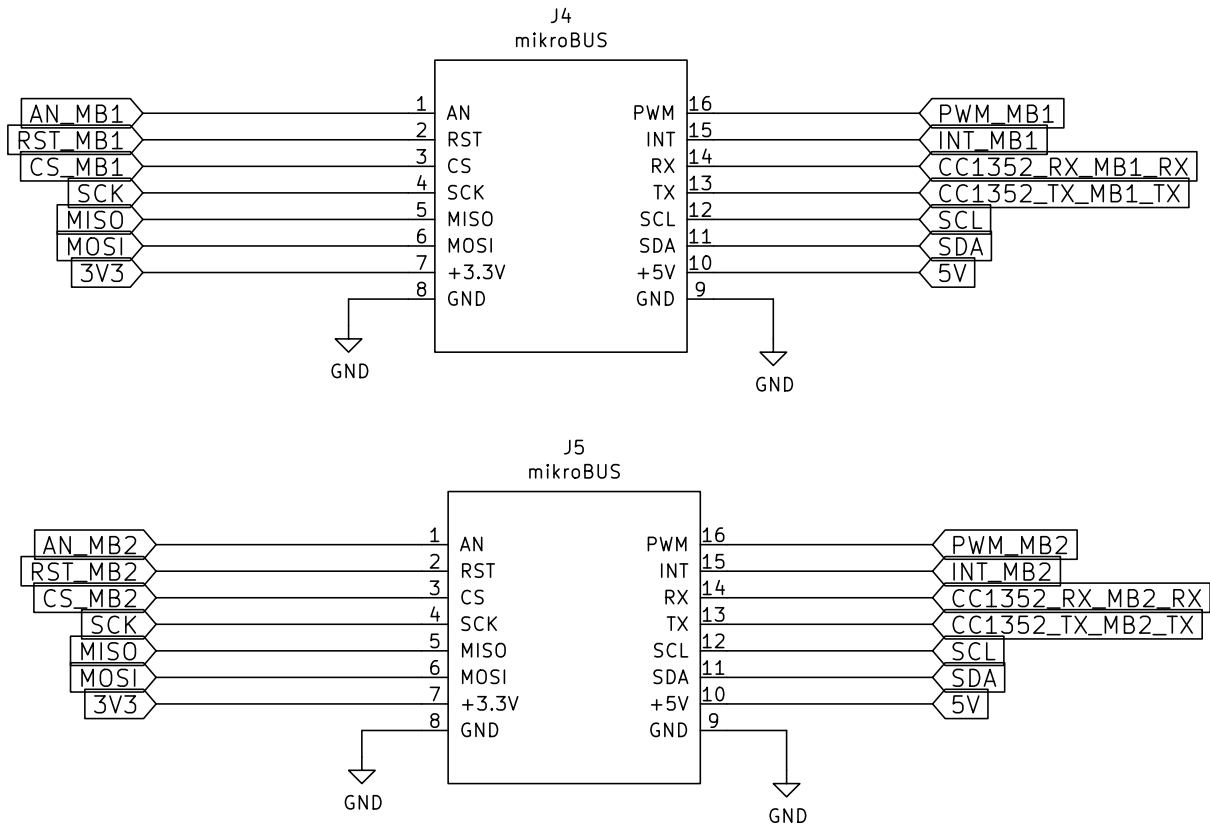 J4
mikroBUS
AN_MB1 1 AN PWM 16 PWM_MB1
RST_MB1 2 RST INT 15 INT_MB1
CS_MB1 3 CS RX 14 CC1352_RX_MB1_RX
SCK 4 SCK TX 13 CC1352_TX_MB1_TX
MISO 5 MISO SCL 12 SCL
MOSI 6 MOSI SDA 11 SDA
3V3 7 +3.3V +5V 10 5V
8 GND GND 9
GND
GND
J5
mikroBUS
AN_MB2 1 AN PWM 16 PWM_MB2
RST_MB2 2 RST INT 15 INT_MB2
CS_MB2 3 CS RX 14 CC1352_RX_MB2_RX
SCK 4 SCK TX 13 CC1352_TX_MB2_TX
MISO 5 MISO SCL 12 SCL
MOSI 6 MOSI SDA 11 SDA
3V3 7 +3.3V +5V 10 5V
8 GND GND 9
GND
GND